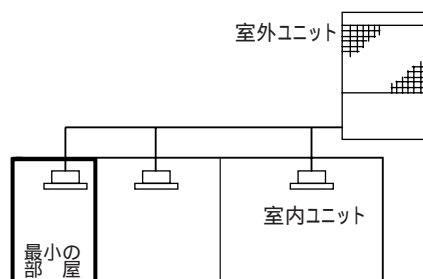 室外ユニット
室内ユニット
最小の
部　屋